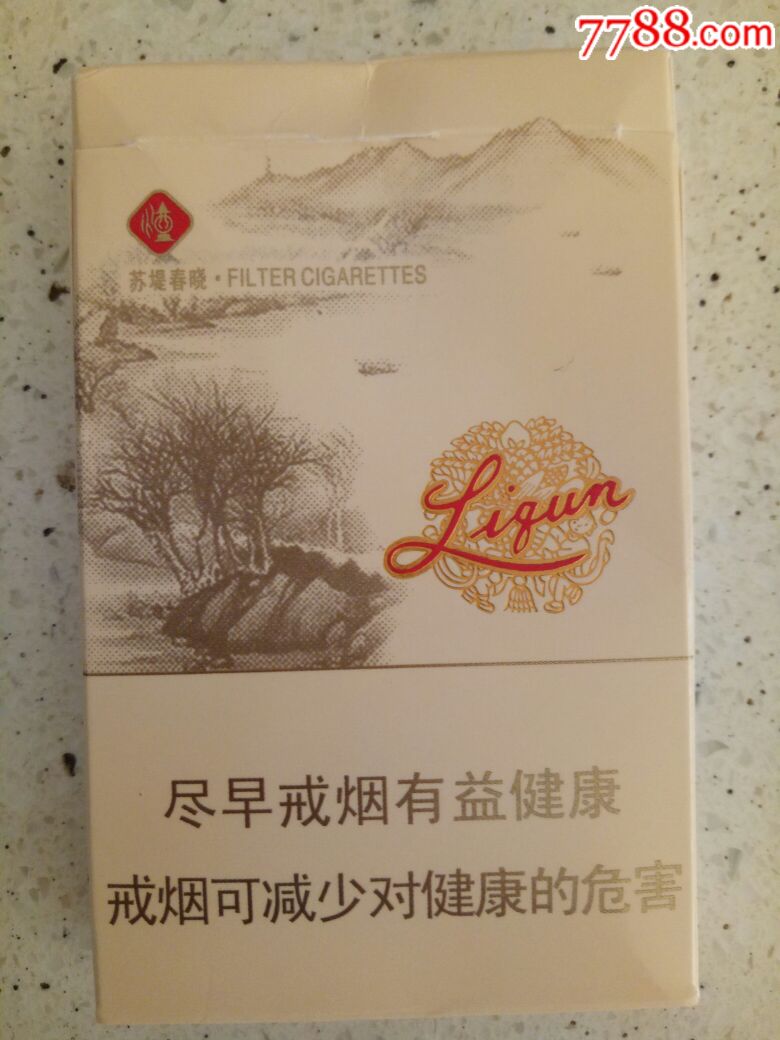 7788.com
苏堤春晓·FILTER CIGARETTES
Liqun
尽早戒烟有益健康
戒烟可减少对健康的危害